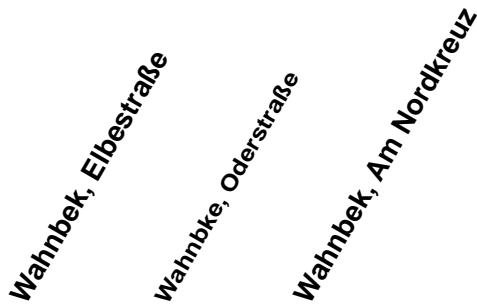 Wahnbek, Elbestraße
Wahnbke, Oderstraße
Wahnbek, Am Nordkreuz